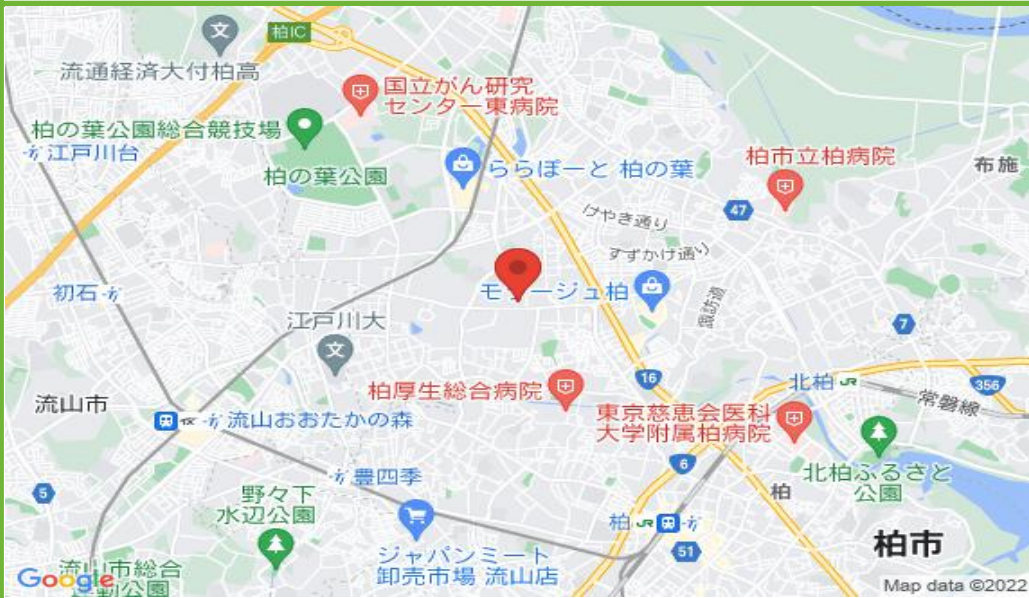 柏IC
流通経済大付柏高
国立がん研究
センター東病院
柏の葉公園総合競技場
江戸川台
柏の葉公園
ららぽーと 柏の葉
柏市立柏病院
布施
47
けやき通り
すずかけ通り
初石
モラージュ柏
諏訪道
7
江戸川大
16
北柏 JR
356
常磐線
柏厚生総合病院
流山市
東京慈恵会医科
大学附属柏病院
流山おおたかの森
6
北柏ふるさと
公園
豊四季
5
野々下
水辺公園
柏
柏 JR
柏市
51
ジャパンミート
卸売市場 流山店
Google
Map data ©2022